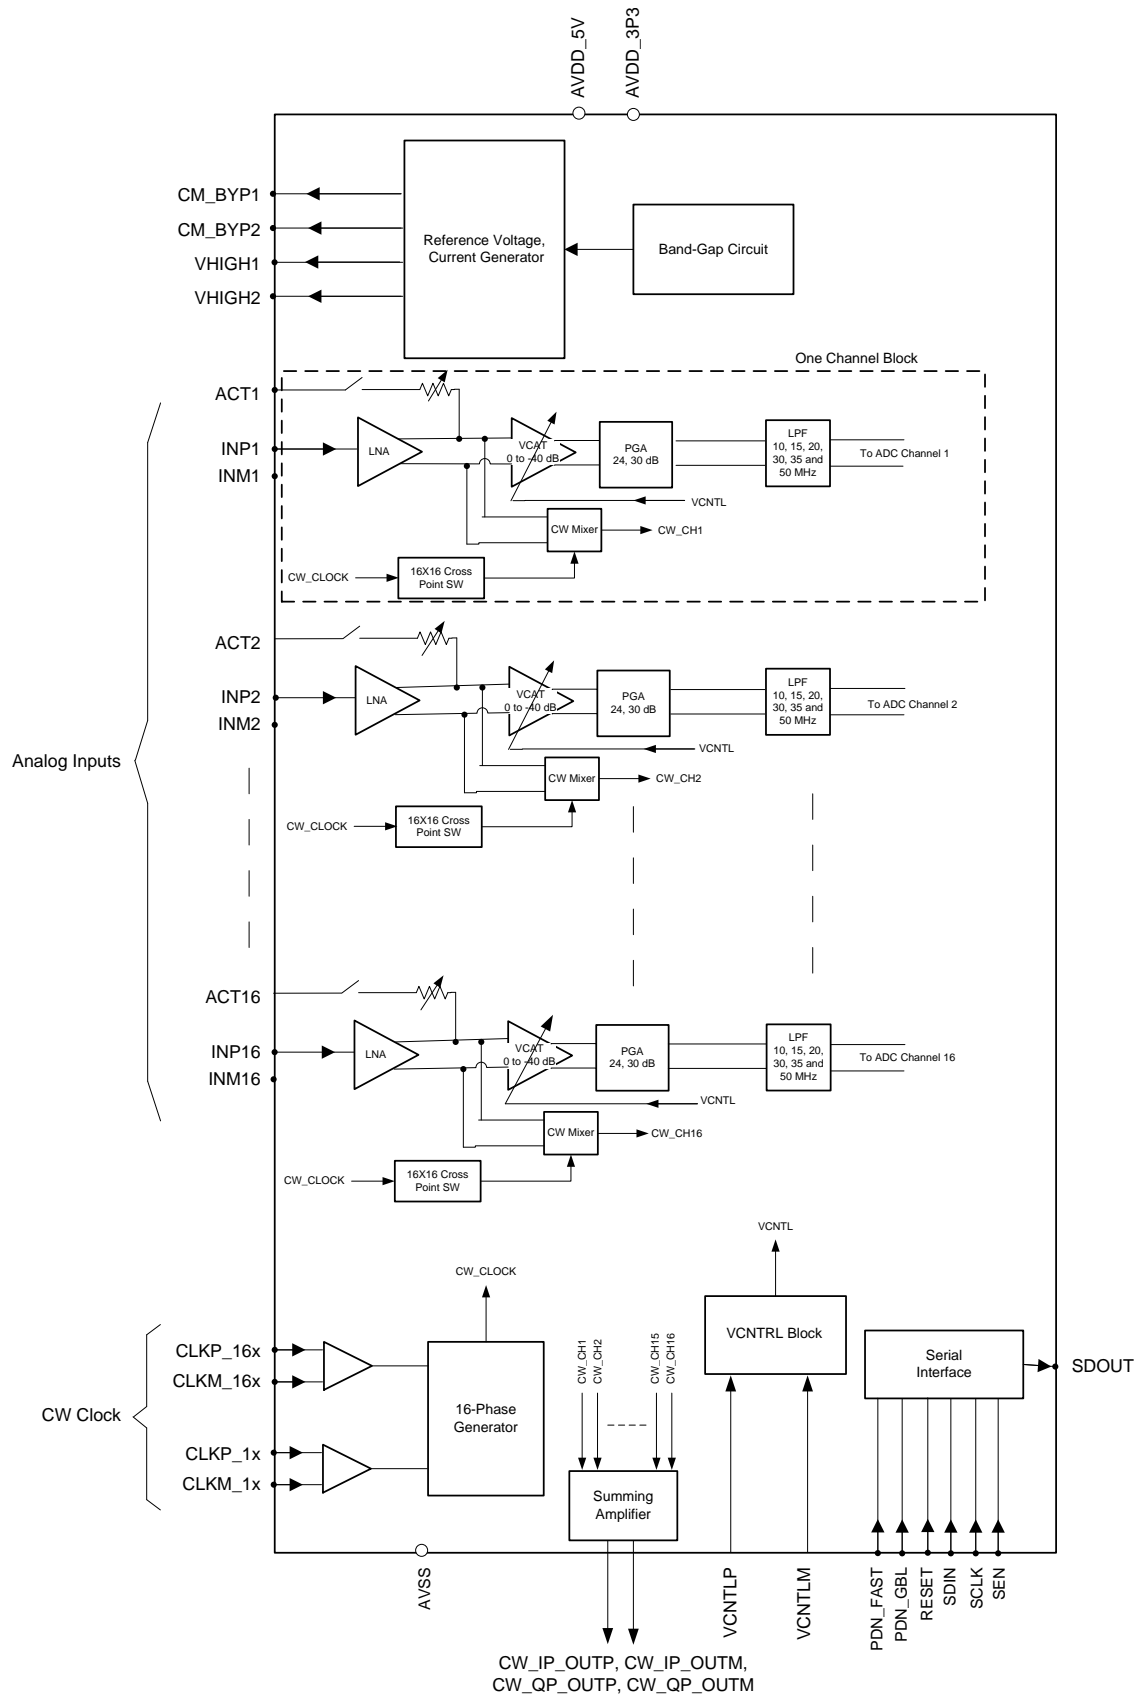 AVDD_5V
AVDD_3P3
CM_BYP1
CM_BYP2
VHIGH1
VHIGH2
Reference Voltage,
Current Generator
Band-Gap Circuit
One Channel Block
ACT1
INP1
INM1
LNA
VCAT
0 to -40 dB
PGA
24, 30 dB
LPF
10, 15, 20,
30, 35 and
50 MHz
To ADC Channel 1
VCNTL
CW Mixer
CW_CH1
CW_CLOCK
16X16 Cross
Point SW
ACT2
INP2
INM2
LNA
VCAT
0 to -40 dB
PGA
24, 30 dB
LPF
10, 15, 20,
30, 35 and
50 MHz
To ADC Channel 2
VCNTL
CW Mixer
CW_CH2
CW_CLOCK
16X16 Cross
Point SW
Analog Inputs
ACT16
INP16
INM16
LNA
VCAT
0 to -40 dB
PGA
24, 30 dB
LPF
10, 15, 20,
30, 35 and
50 MHz
To ADC Channel 16
VCNTL
CW Mixer
CW_CH16
CW_CLOCK
16X16 Cross
Point SW
VCNTL
CW_CLOCK
CW Clock
CLKP_16x
CLKM_16x
CLKP_1x
CLKM_1x
16-Phase
Generator
CW_CH1
CW_CH2
CW_CH15
CW_CH16
Summing
Amplifier
VCNTRL Block
Serial
Interface
SDOUT
AVSS
VCNTLP
VCNTLM
PDN_FAST
PDN_GBL
RESET
SDIN
SCLK
SEN
CW_IP_OUTP, CW_IP_OUTM,
CW_QP_OUTP, CW_QP_OUTM